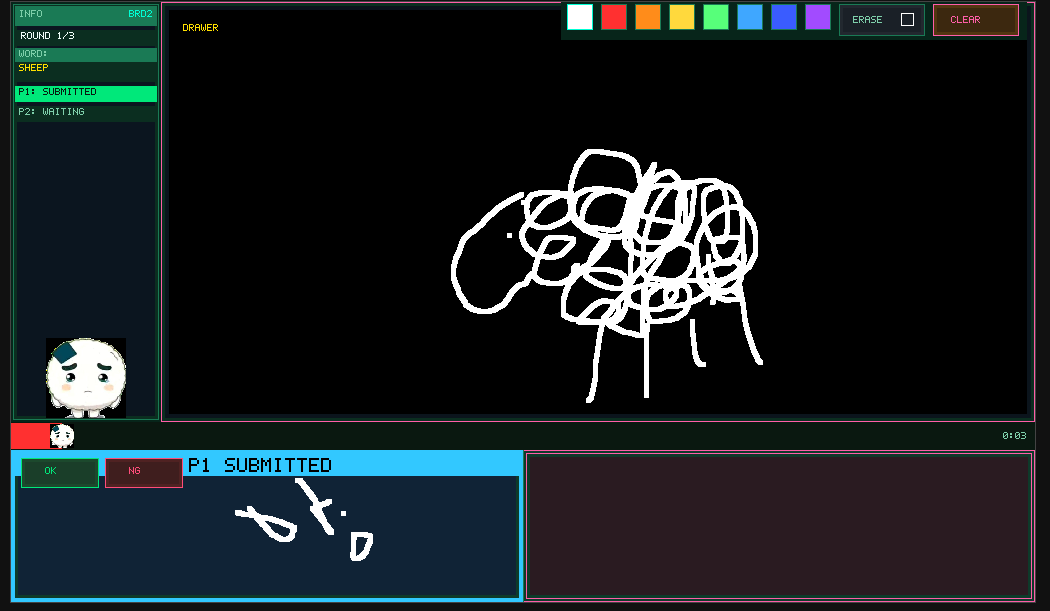 INFO BRD2
ROUND 1/3
WORD:
SHEEP
P1: SUBMITTED
P2: WAITING
DRAWER
ERASE
CLEAR
0:03
OK
NG
P1 SUBMITTED